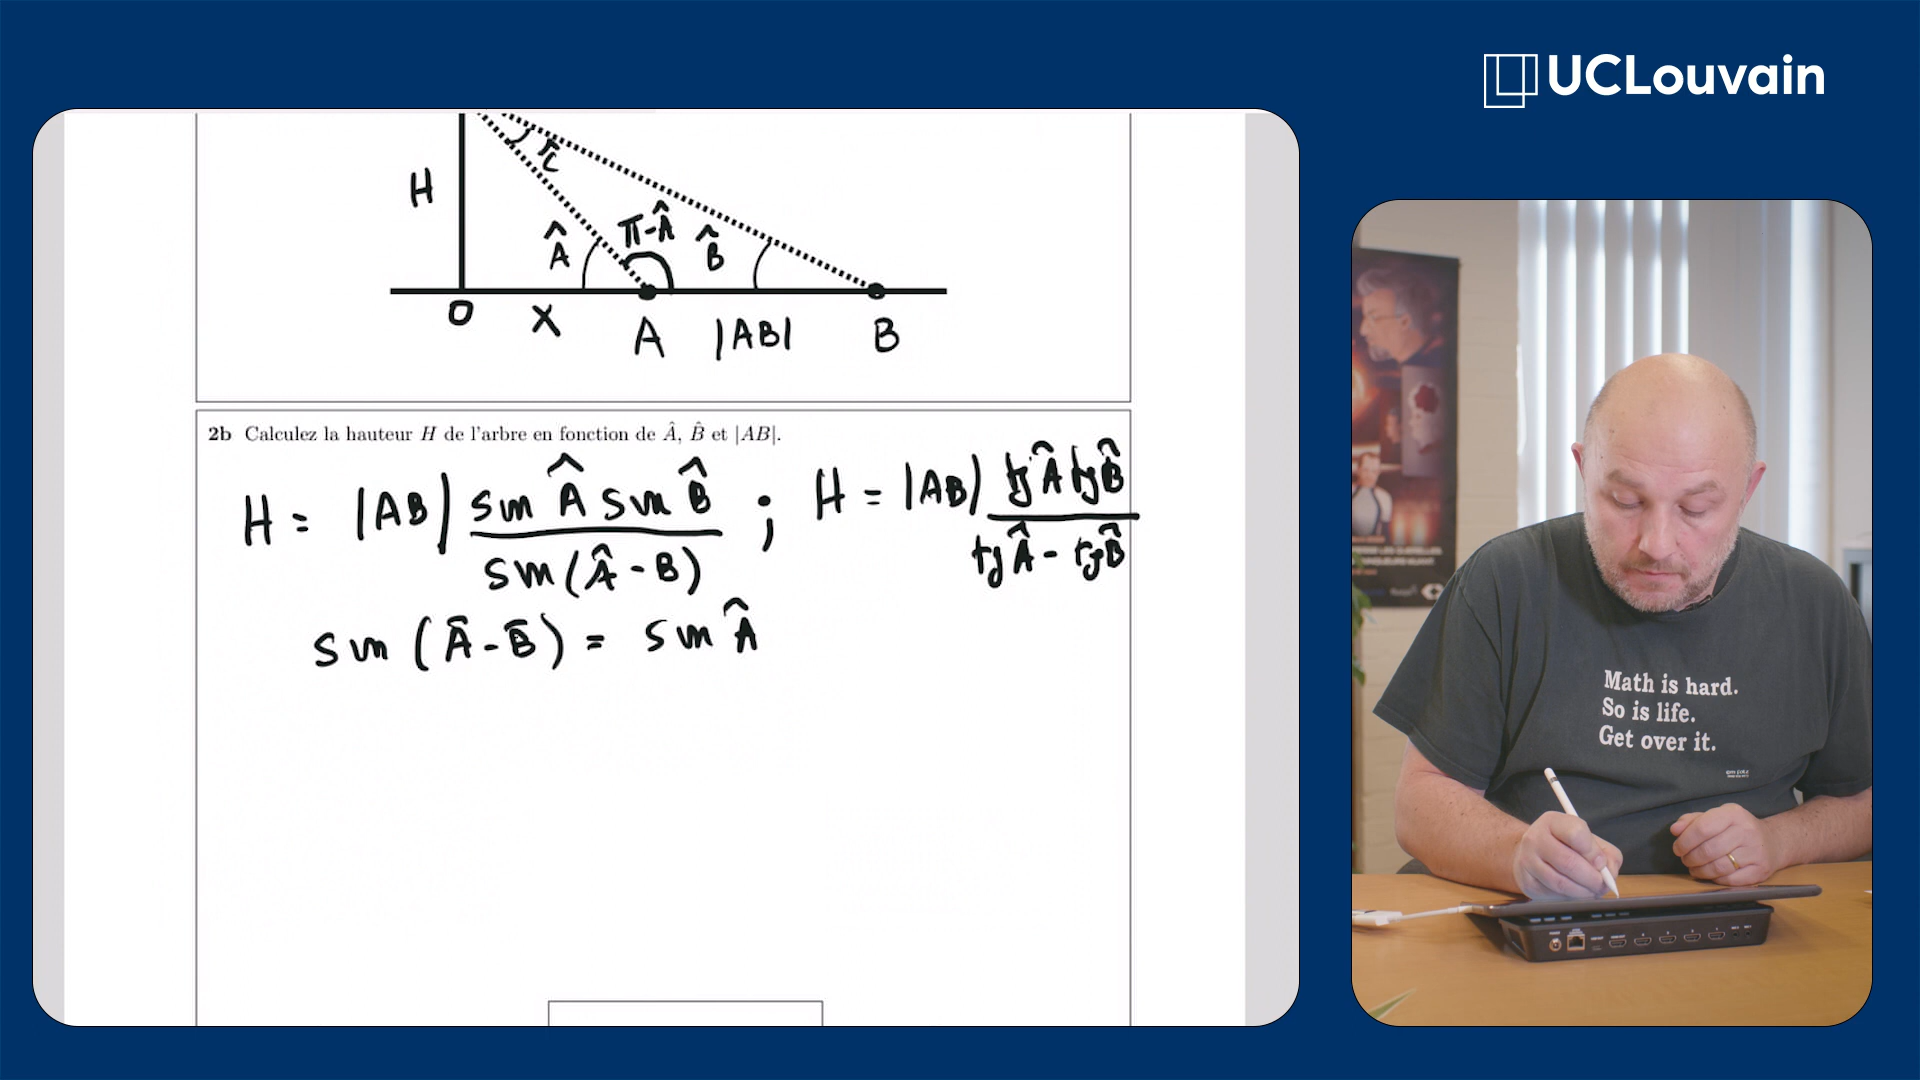 UCLouvain
H
π-Â
Â
B̂
O
X
A
|AB|
B
2b Calculez la hauteur H de l'arbre en fonction de Â, B̂ et |AB|.
H = |AB| sin Â sin B̂ / sin(Â - B) ; H = |AB| tg Â tg B̂ / tg Â - tg B̂
sin (Â - B̂) = sin Â
Math is hard.
So is life.
Get over it.